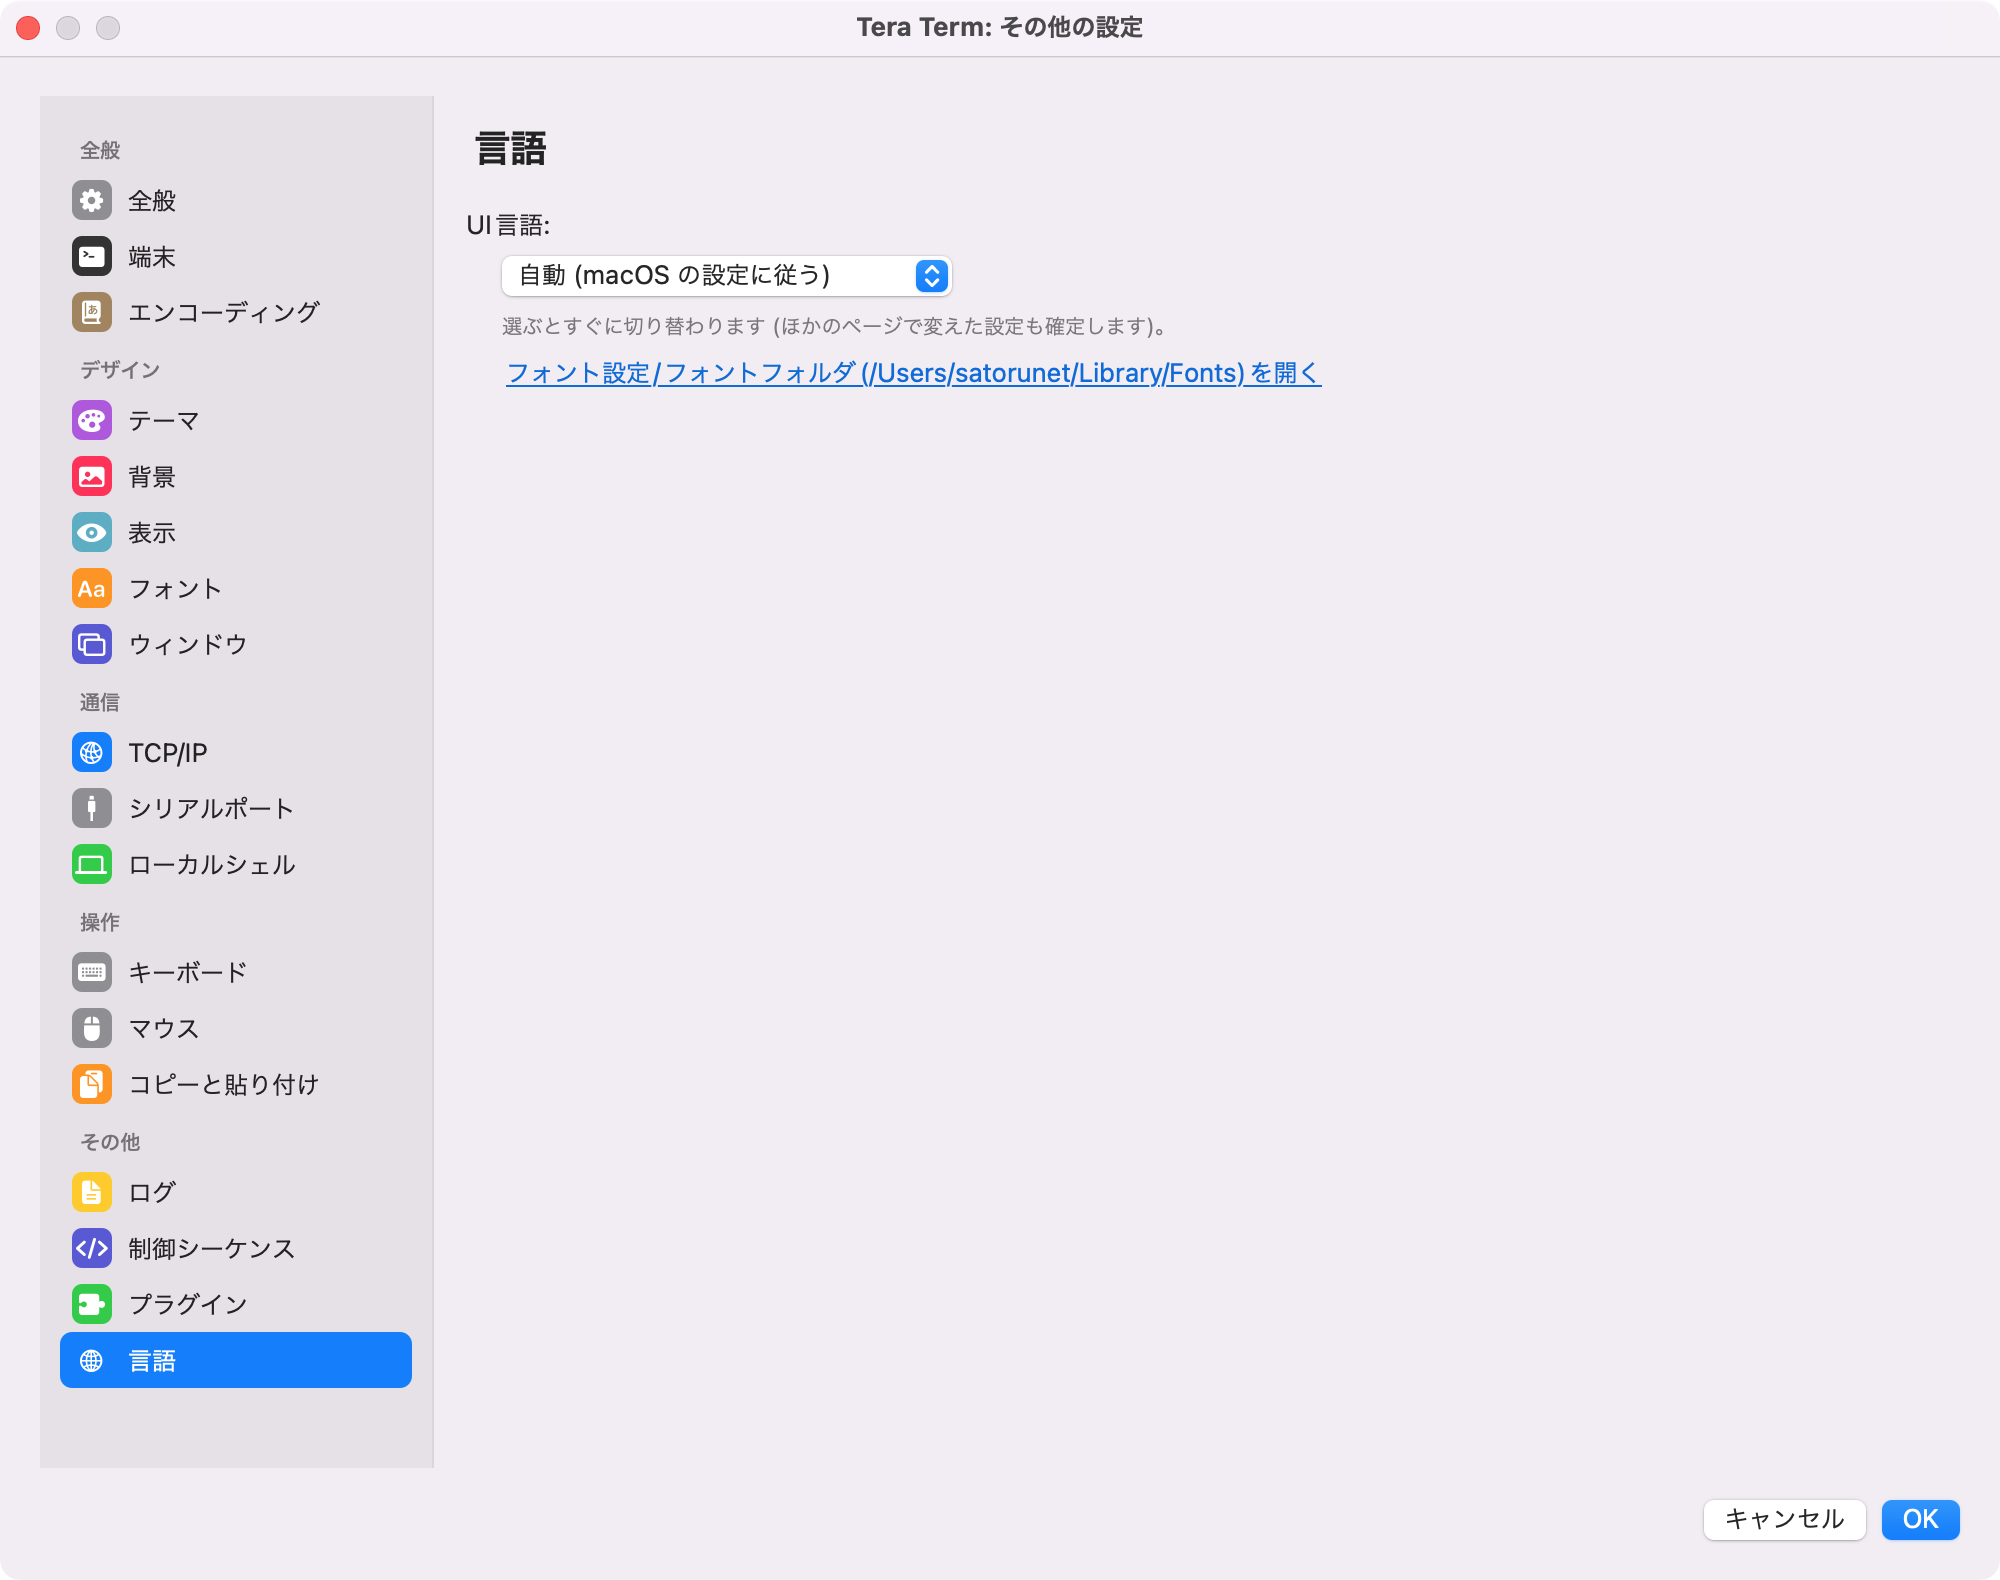 Tera Term: その他の設定
全般
全般
端末
エンコーディング
デザイン
テーマ
背景
表示
Aa フォント
ウィンドウ
通信
TCP/IP
シリアルポート
ローカルシェル
操作
キーボード
マウス
コピーと貼り付け
その他
ログ
制御シーケンス
プラグイン
言語
言語
UI 言語:
自動 (macOS の設定に従う)
選ぶとすぐに切り替わります (ほかのページで変えた設定も確定します)。
フォント設定/フォントフォルダ(/Users/satorunet/Library/Fonts)を開く
キャンセル
OK